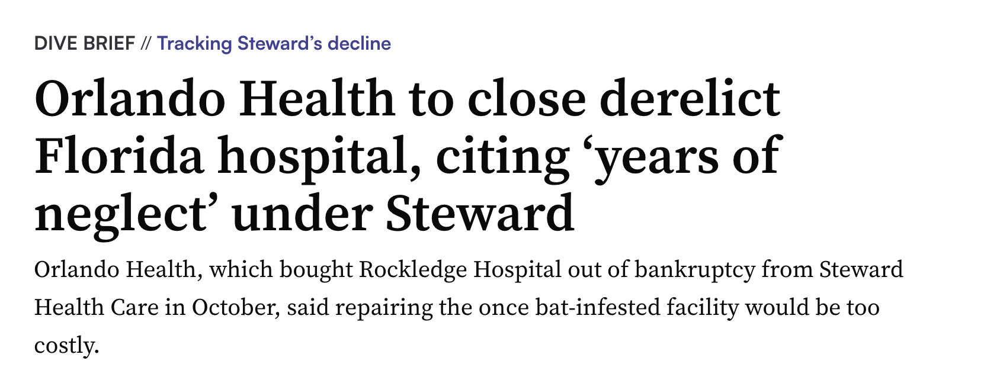 DIVE BRIEF // Tracking Steward’s decline
Orlando Health to close derelict
Florida hospital, citing ‘years of
neglect’ under Steward
Orlando Health, which bought Rockledge Hospital out of bankruptcy from Steward
Health Care in October, said repairing the once bat-infested facility would be too
costly.